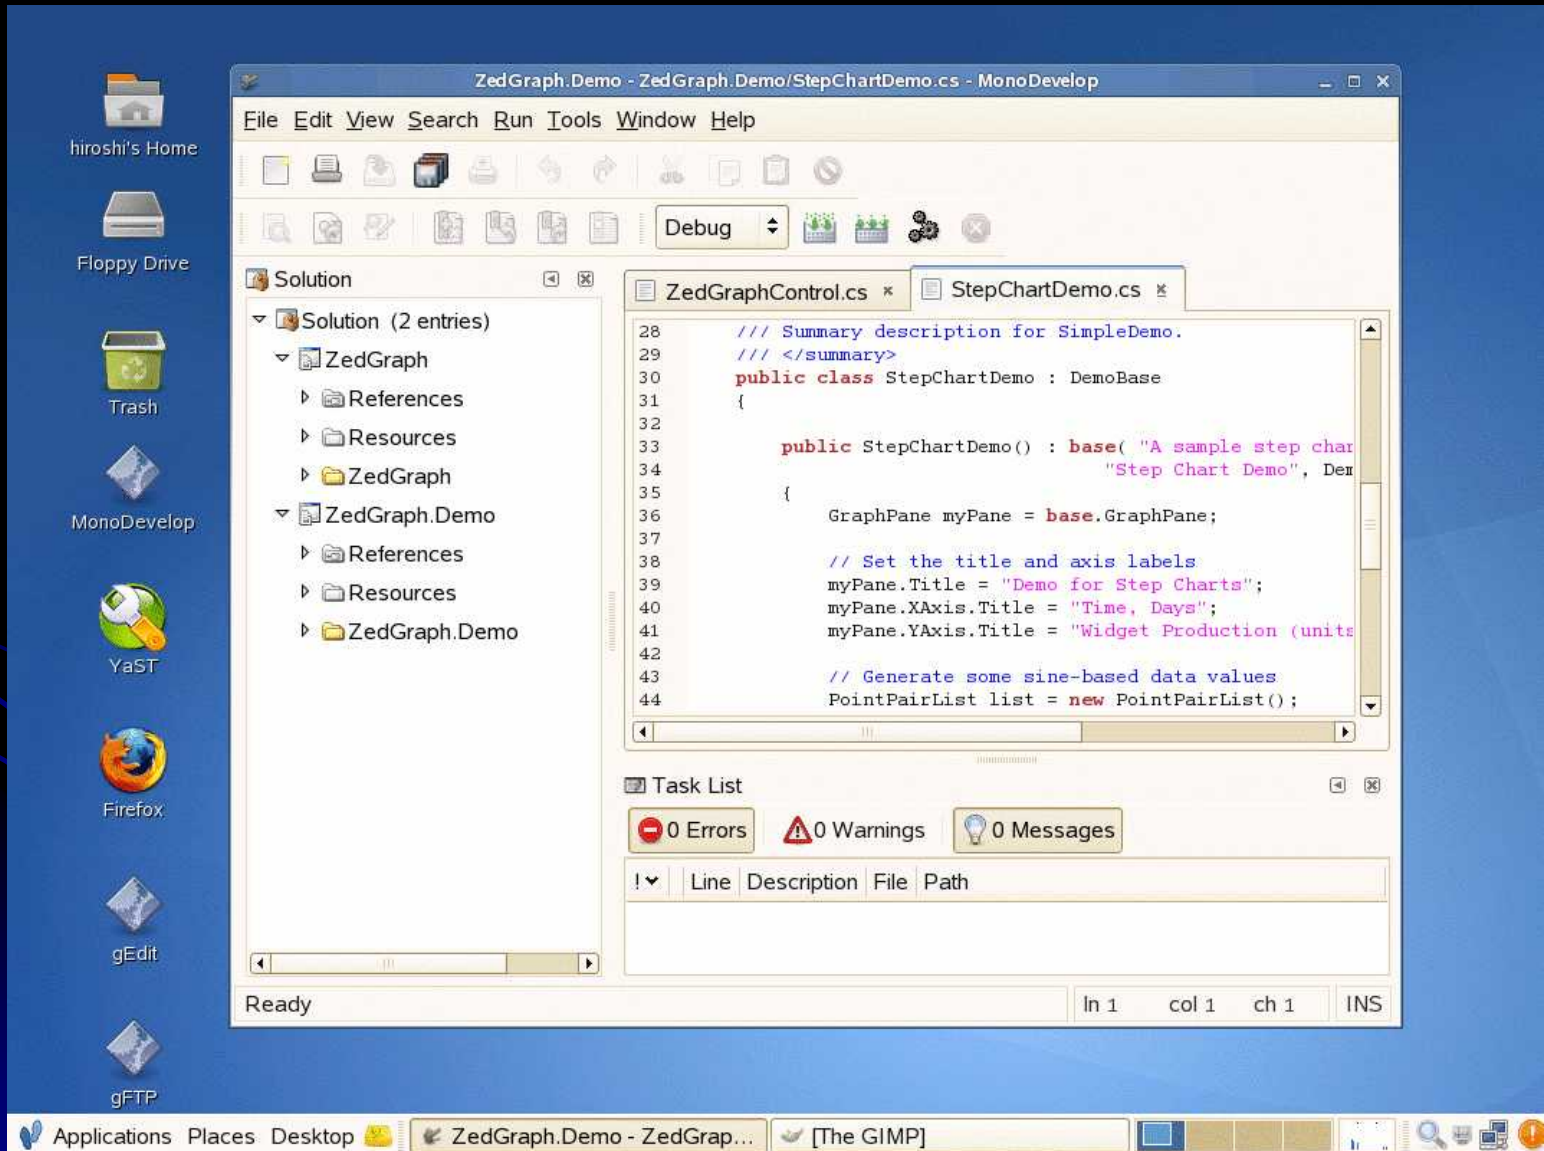 hiroshi's Home
Floppy Drive
Trash
MonoDevelop
YaST
Firefox
gEdit
gFTP
ZedGraph.Demo - ZedGraph.Demo/StepChartDemo.cs - MonoDevelop
File Edit View Search Run Tools Window Help
Debug
Solution
Solution (2 entries)
ZedGraph
References
Resources
ZedGraph
ZedGraph.Demo
References
Resources
ZedGraph.Demo
ZedGraphControl.cs
StepChartDemo.cs
28 /// Summary description for SimpleDemo.
29 /// </summary>
30 public class StepChartDemo : DemoBase
31 {
32
33 public StepChartDemo() : base( "A sample step char
34 "Step Chart Demo", Dem
35 {
36 GraphPane myPane = base.GraphPane;
37
38 // Set the title and axis labels
39 myPane.Title = "Demo for Step Charts";
40 myPane.XAxis.Title = "Time, Days";
41 myPane.YAxis.Title = "Widget Production (units
42
43 // Generate some sine-based data values
44 PointPairList list = new PointPairList();
Task List
0 Errors 0 Warnings 0 Messages
! Line Description File Path
Ready ln 1 col 1 ch 1 INS
Applications Places Desktop ZedGraph.Demo - ZedGrap... [The GIMP]